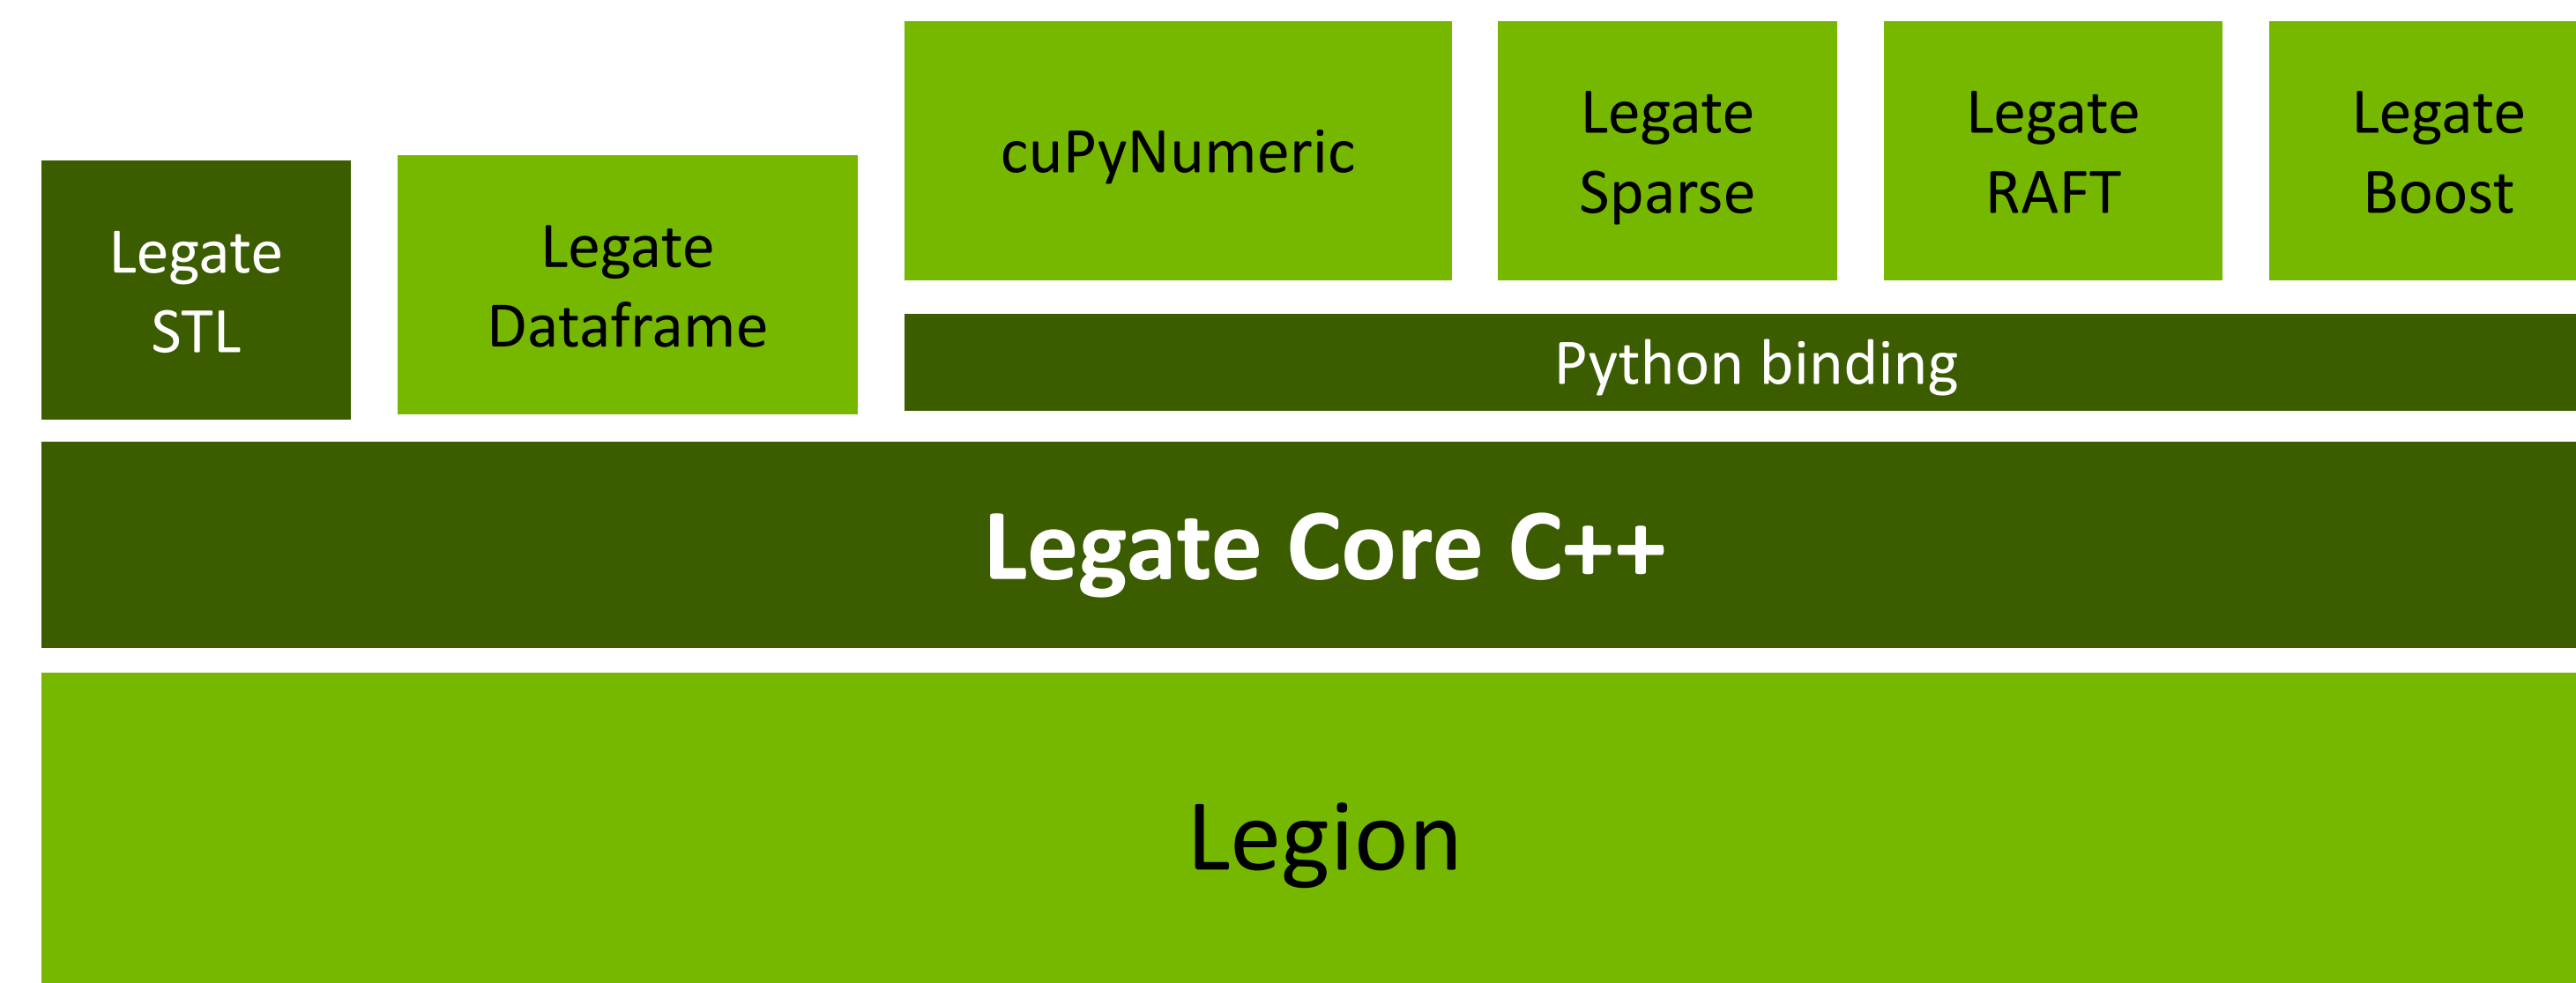 Legate
STL
Legate
Dataframe
cuPyNumeric
Legate
Sparse
Legate
RAFT
Legate
Boost
Python binding
Legate Core C++
Legion